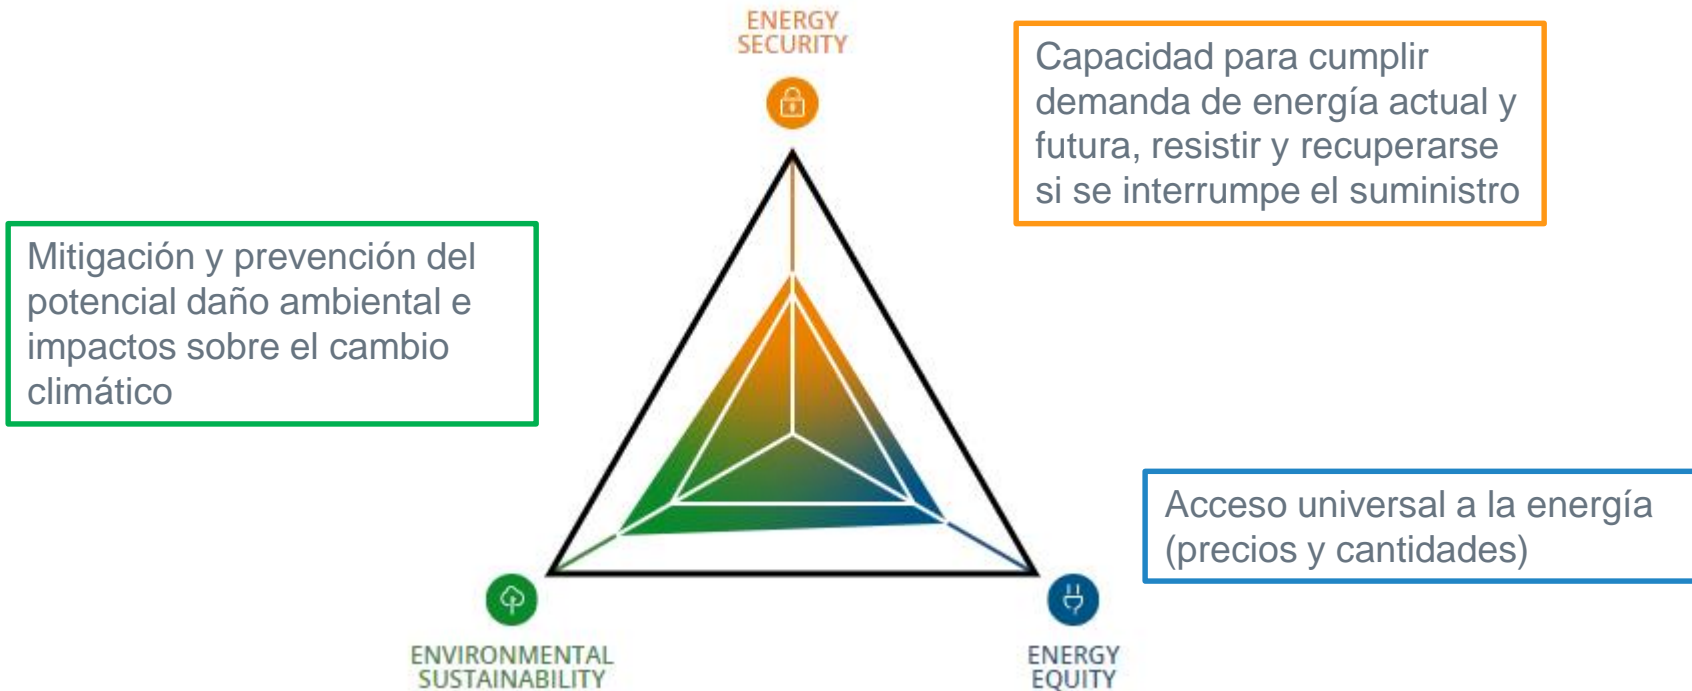 ENERGY
SECURITY
Capacidad para cumplir
demanda de energía actual y
futura, resistir y recuperarse
si se interrumpe el suministro
Mitigación y prevención del
potencial daño ambiental e
impactos sobre el cambio
climático
Acceso universal a la energía
(precios y cantidades)
ENVIRONMENTAL
SUSTAINABILITY
ENERGY
EQUITY